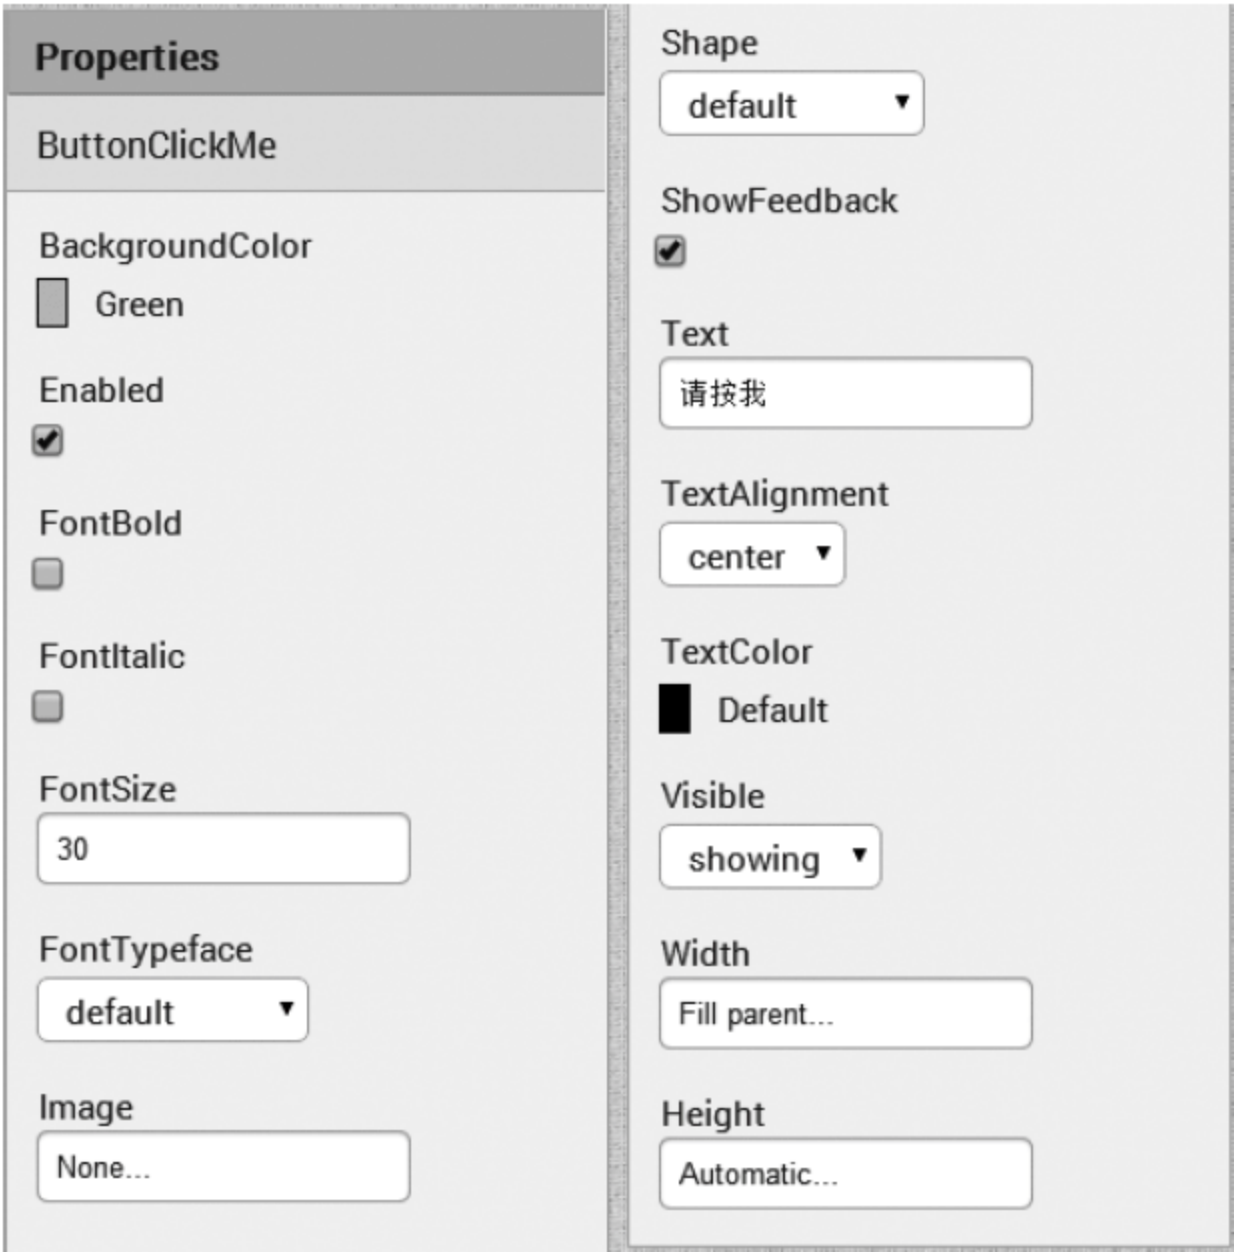 Properties
ButtonClickMe
BackgroundColor
Green
Enabled
FontBold
FontItalic
FontSize
30
FontTypeface
default
Image
None...
Shape
default
ShowFeedback
Text
请按我
TextAlignment
center
TextColor
Default
Visible
showing
Width
Fill parent...
Height
Automatic...